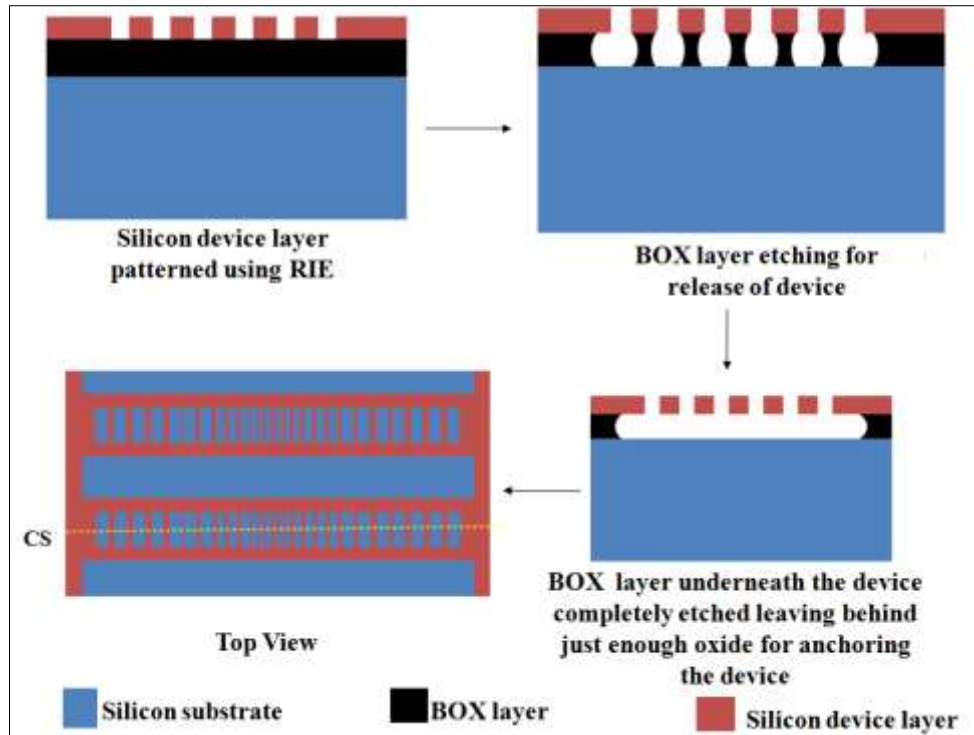 Silicon device layer
patterned using RIE
BOX layer etching for
release of device
BOX layer underneath the device
completely etched leaving behind
just enough oxide for anchoring
the device
CS
Top View
Silicon substrate
BOX layer
Silicon device layer